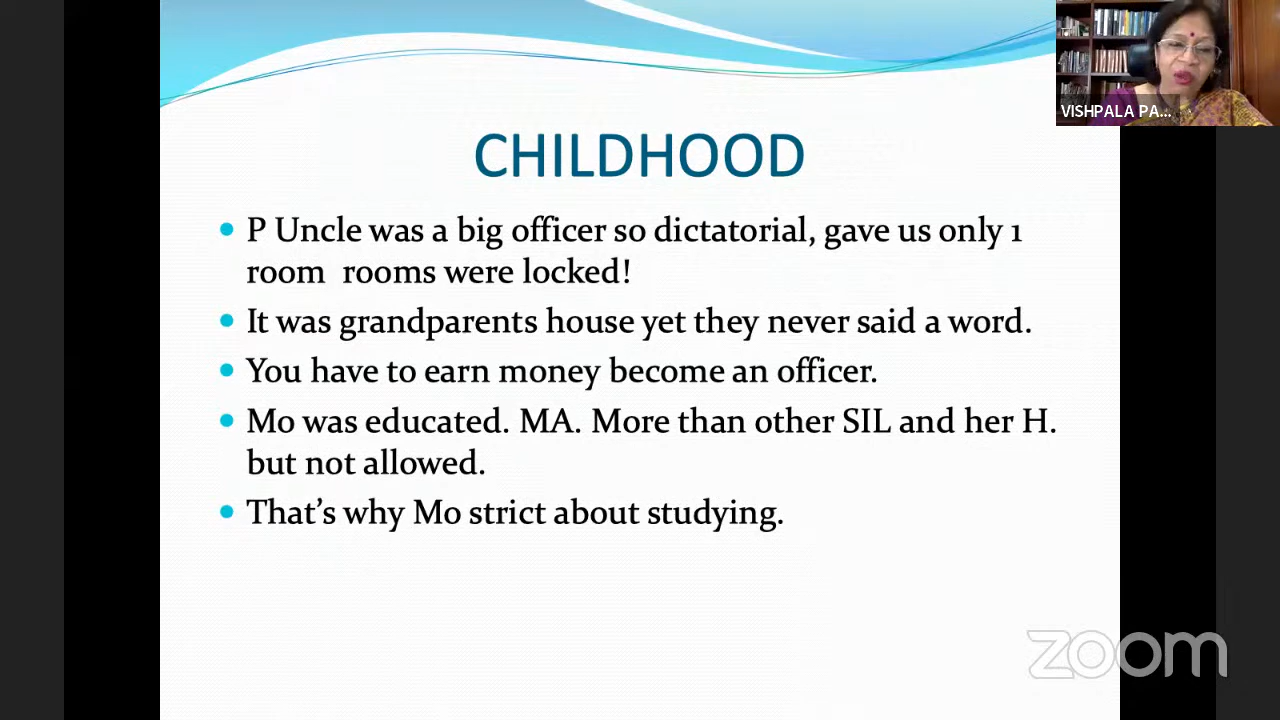 VISHPALA PA...
CHILDHOOD
P Uncle was a big officer so dictatorial, gave us only 1
room rooms were locked!
It was grandparents house yet they never said a word.
You have to earn money become an officer.
Mo was educated. MA. More than other SIL and her H.
but not allowed.
That's why Mo strict about studying.
zoom